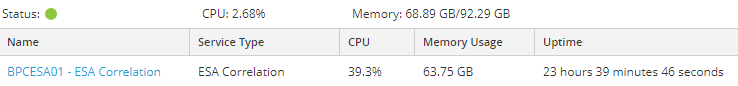 Status: CPU: 2.68% Memory: 68.89 GB/92.29 GB
Name Service Type CPU Memory Usage Uptime
BPCESA01 - ESA Correlation ESA Correlation 39.3% 63.75 GB 23 hours 39 minutes 46 seconds